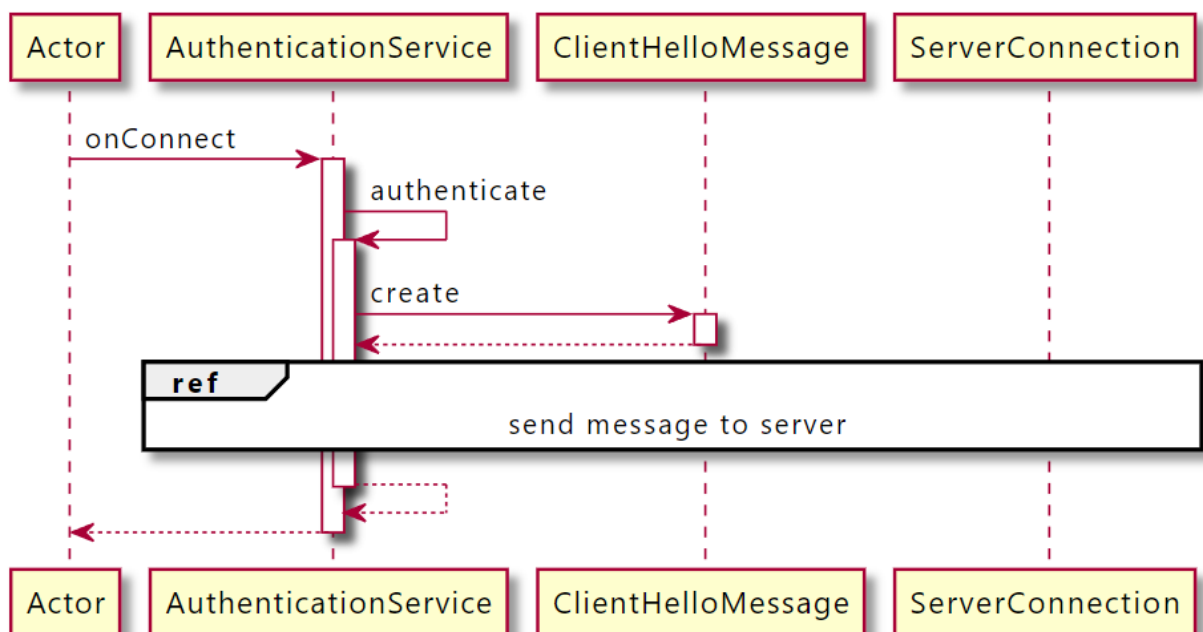 Actor AuthenticationService ClientHelloMessage ServerConnection
onConnect
authenticate
create
ref
send message to server
Actor AuthenticationService ClientHelloMessage ServerConnection